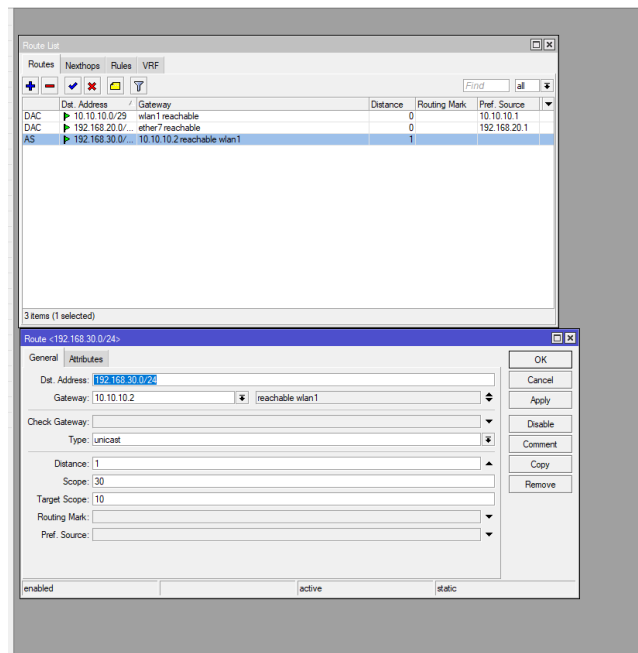 Route List
Routes Nexthops Rules VRF
Find all
Dst. Address Gateway Distance Routing Mark Pref. Source
DAC 10.10.10.0/29 wlan1 reachable 0 10.10.10.1
DAC 192.168.20.0/... ether7 reachable 0 192.168.20.1
AS 192.168.30.0/... 10.10.10.2 reachable wlan1 1
3 items (1 selected)
Route <192.168.30.0/24>
General Attributes
OK
Dst. Address: 192.168.30.0/24
Cancel
Gateway: 10.10.10.2 reachable wlan1
Apply
Check Gateway:
Disable
Type: unicast
Comment
Distance: 1
Copy
Scope: 30
Remove
Target Scope: 10
Routing Mark:
Pref. Source:
enabled active static